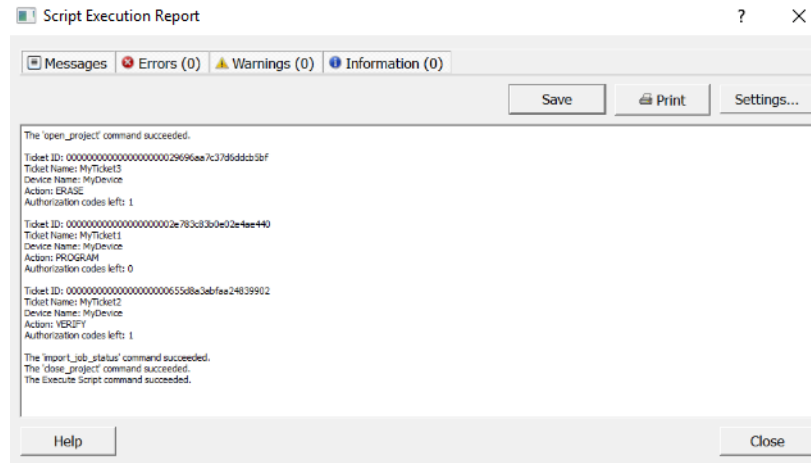 Script Execution Report
Messages Errors (0) Warnings (0) Information (0)
Save Print Settings...
The 'open_project' command succeeded.
Ticket ID: 0000000000000000000029696aa7c37d6ddcb5bf
Ticket Name: MyTicket3
Device Name: MyDevice
Action: ERASE
Authorization codes left: 1
Ticket ID: 000000000000000000002e783c83b0e02e4ae440
Ticket Name: MyTicket1
Device Name: MyDevice
Action: PROGRAM
Authorization codes left: 0
Ticket ID: 00000000000000000000655d8a3abfaa24839902
Ticket Name: MyTicket2
Device Name: MyDevice
Action: VERIFY
Authorization codes left: 1
The 'import_job_status' command succeeded.
The 'close_project' command succeeded.
The Execute Script command succeeded.
Help Close